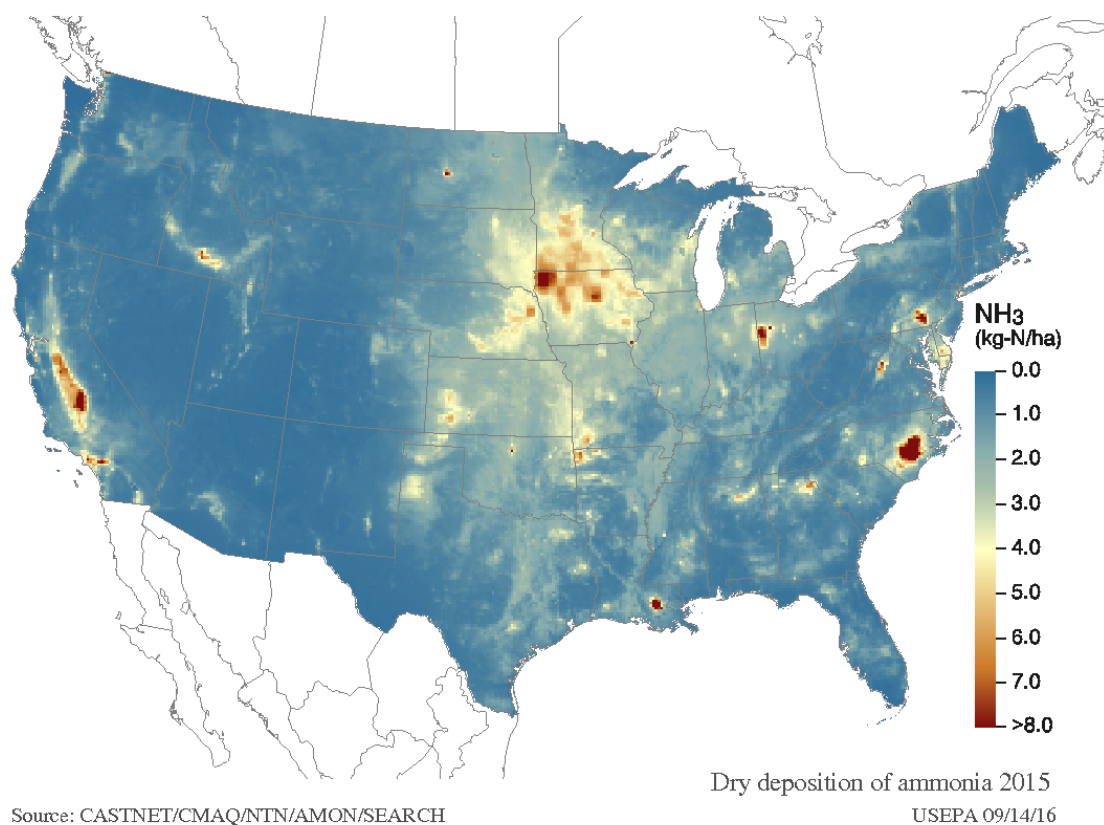 NH3
(kg-N/ha)
0.0
1.0
2.0
3.0
4.0
5.0
6.0
7.0
>8.0
Dry deposition of ammonia 2015
Source: CASTNET/CMAQ/NTN/AMON/SEARCH
USEPA 09/14/16